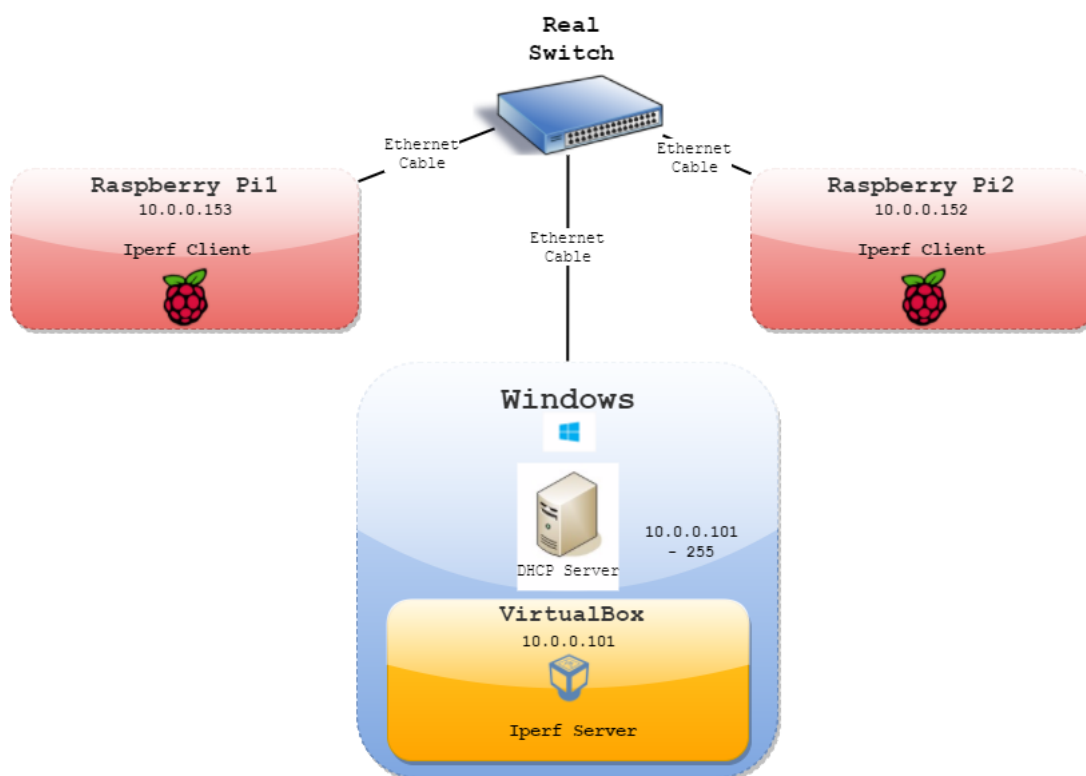 Real
Switch
Ethernet
Cable
Ethernet
Cable
Raspberry Pi1
10.0.0.153
Iperf Client
Raspberry Pi2
10.0.0.152
Iperf Client
Ethernet
Cable
Windows
10.0.0.101
- 255
DHCP Server
VirtualBox
10.0.0.101
Iperf Server